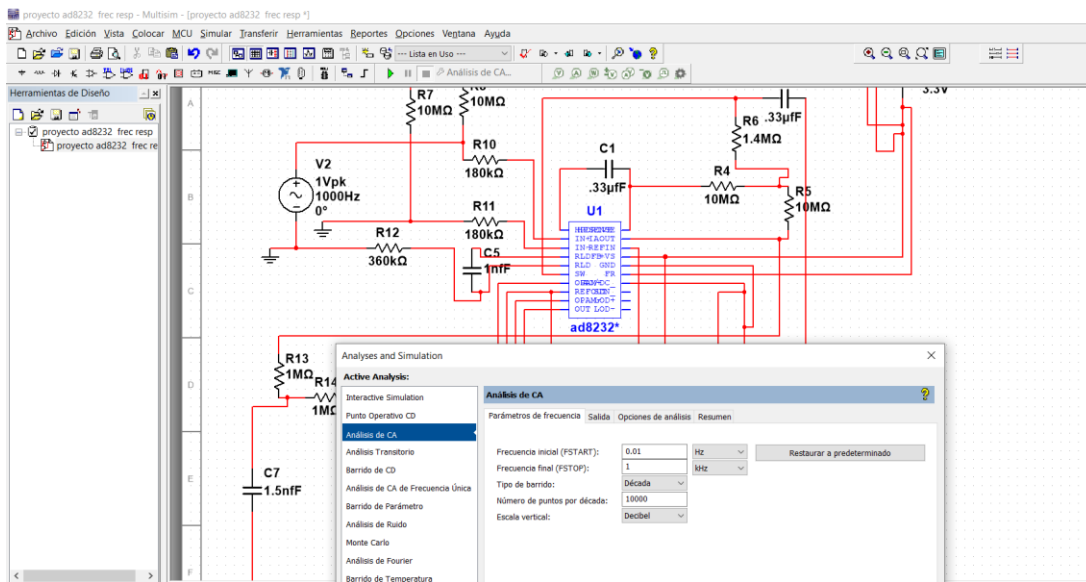 proyecto ad8232 frec resp - Multisim - [proyecto ad8232 frec resp *]
Archivo Edición Vista Colocar MCU Simular Transferir Herramientas Reportes Opciones Ventana Ayuda
--- Lista en Uso ---
Análisis de CA...
Herramientas de Diseño
proyecto ad8232 frec resp
proyecto ad8232 frec re
A
B
C
D
E
F
R7
10MΩ
10MΩ
3.3V
.33µfF
R6
1.4MΩ
R10
180kΩ
C1
.33µfF
R4
10MΩ
R5
10MΩ
V2
1Vpk
1000Hz
0°
R11
180kΩ
U1
R12
360kΩ
C5
1nfF
IN+IAOUT
IN-REFIN
RLDFB+VS
RLD GND
SW FR
OUT LOD-
ad8232*
R13
1MΩ
R14
1MΩ
C7
1.5nfF
Analyses and Simulation
Active Analysis:
Interactive Simulation
Punto Operativo CD
Análisis de CA
Análisis Transitorio
Barrido de CD
Análisis de CA de Frecuencia Única
Barrido de Parámetro
Análisis de Ruido
Monte Carlo
Análisis de Fourier
Barrido de Temperatura
Análisis de CA
Parámetros de frecuencia Salida Opciones de análisis Resumen
Frecuencia inicial (FSTART): 0.01 Hz Restaurar a predeterminado
Frecuencia final (FSTOP): 1 kHz
Tipo de barrido: Década
Número de puntos por década: 10000
Escala vertical: Decibel